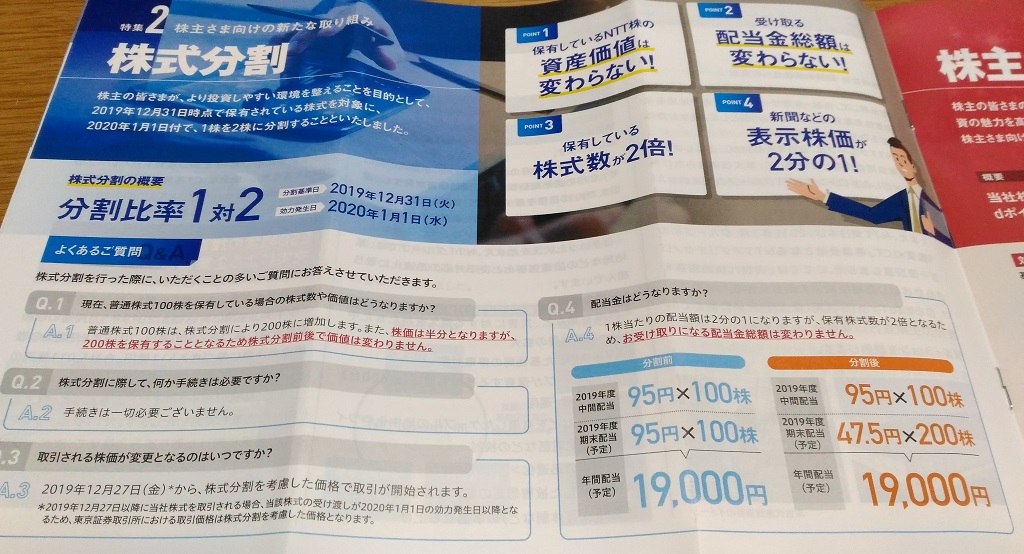 特集2
株主さま向けの新たな取り組み
株式分割
株主の皆さまが、より投資しやすい環境を整えることを目的として、
2019年12月31日時点で保有されている株式を対象に、
2020年1月1日付で、1株を2株に分割することといたしました。
株式分割の概要
分割比率1対2
分割基準日 2019年12月31日(火)
効力発生日 2020年1月1日(水)
POINT 1
保有しているNTT株の
資産価値は
変わらない!
POINT 2
受け取る
配当金総額は
変わらない!
POINT 3
保有している
株式数が2倍!
POINT 4
新聞などの
表示株価が
2分の1!
よくあるご質問 Q&A
株式分割を行った際に、いただくことの多いご質問にお答えさせていただきます。
Q.1 現在、普通株式100株を保有している場合の株式数や価値はどうなりますか?
A.1 普通株式100株は、株式分割により200株に増加します。また、株価は半分となりますが、
200株を保有することとなるため株式分割前後で価値は変わりません。
Q.2 株式分割に際して、何か手続きは必要ですか?
A.2 手続きは一切必要ございません。
Q.3 取引される株価が変更となるのはいつですか?
A.3 2019年12月27日(金)*から、株式分割を考慮した価格で取引が開始されます。
*2019年12月27日以降に当社株式を取引される場合、当該株式の受け渡しが2020年1月1日の効力発生日以降とな
るため、東京証券取引所における取引価格は株式分割を考慮した価格となります。
Q.4 配当金はどうなりますか?
A.4 1株当たりの配当額は2分の1になりますが、保有株式数が2倍となるた
め、お受け取りになる配当金総額は変わりません。
分割前
2019年度
中間配当 95円×100株
2019年度
期末配当
(予定) 95円×100株
年間配当
(予定) 19,000円
分割後
2019年度
中間配当 95円×100株
2019年度
期末配当
(予定) 47.5円×200株
年間配当
(予定) 19,000円
株主
株主の皆さまの
資の魅力を高
株主さま向け
概要
当社株
dポイ